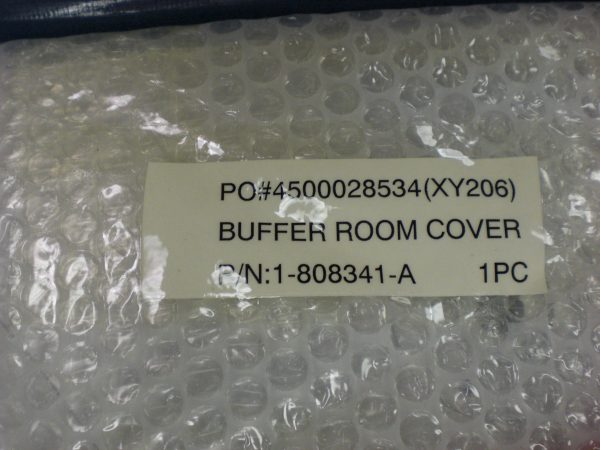 PO#4500028534(XY206)
BUFFER ROOM COVER
P/N:1-808341-A 1PC